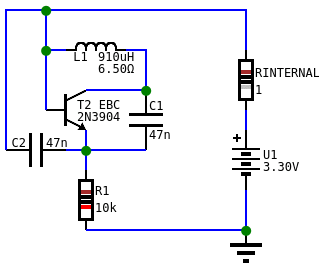 L1 910uH
6.50Ω
RINTERNAL
1
T2 EBC
2N3904
C1
47n
C2 47n
+
U1
3.30V
R1
10k